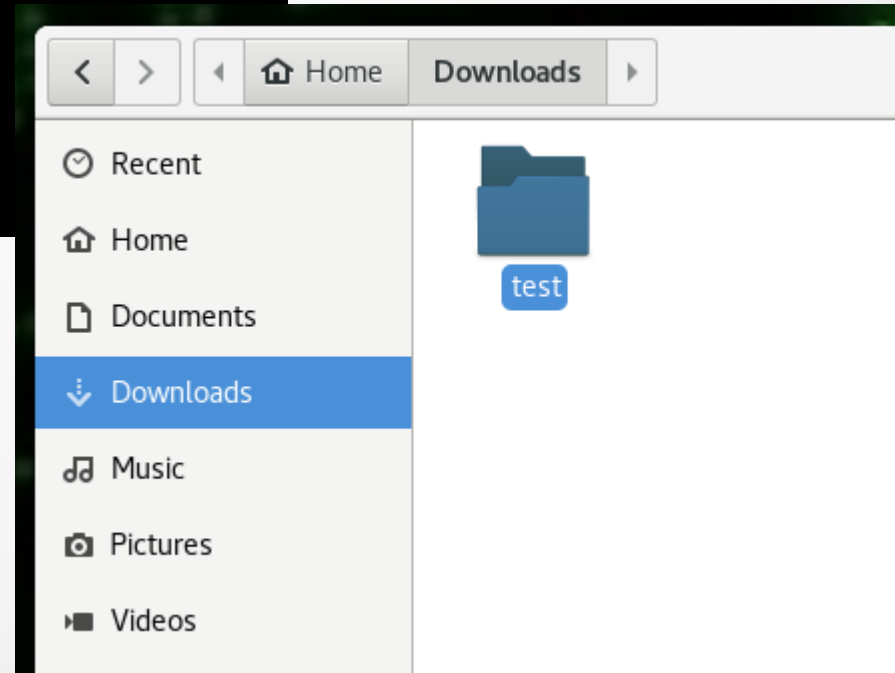 Home Downloads
Recent
Home
Documents
Downloads
Music
Pictures
Videos
test